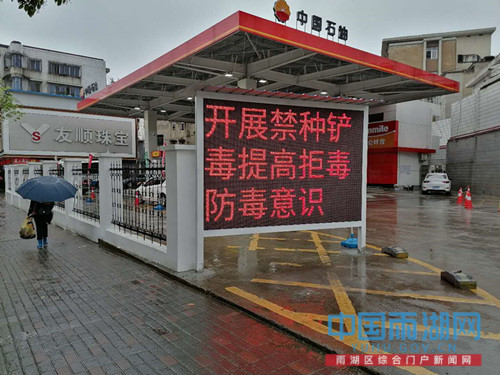 中国石油
友顺珠宝
开展禁种铲
毒提高拒毒
防毒意识
mile
中国雨湖网
雨湖区综合门户新闻网